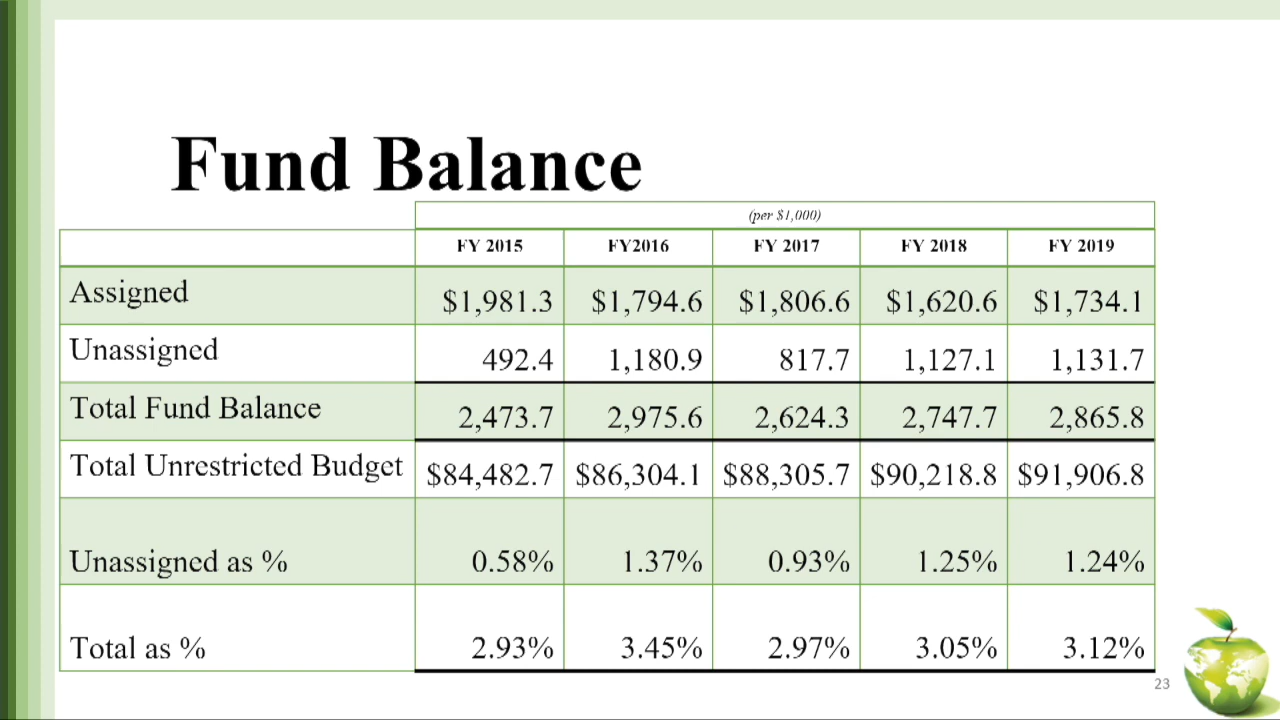 Fund Balance
(per $1,000)
FY 2015 FY2016 FY 2017 FY 2018 FY 2019
Assigned $1,981.3 $1,794.6 $1,806.6 $1,620.6 $1,734.1
Unassigned 492.4 1,180.9 817.7 1,127.1 1,131.7
Total Fund Balance 2,473.7 2,975.6 2,624.3 2,747.7 2,865.8
Total Unrestricted Budget $84,482.7 $86,304.1 $88,305.7 $90,218.8 $91,906.8
Unassigned as % 0.58% 1.37% 0.93% 1.25% 1.24%
Total as % 2.93% 3.45% 2.97% 3.05% 3.12%
23